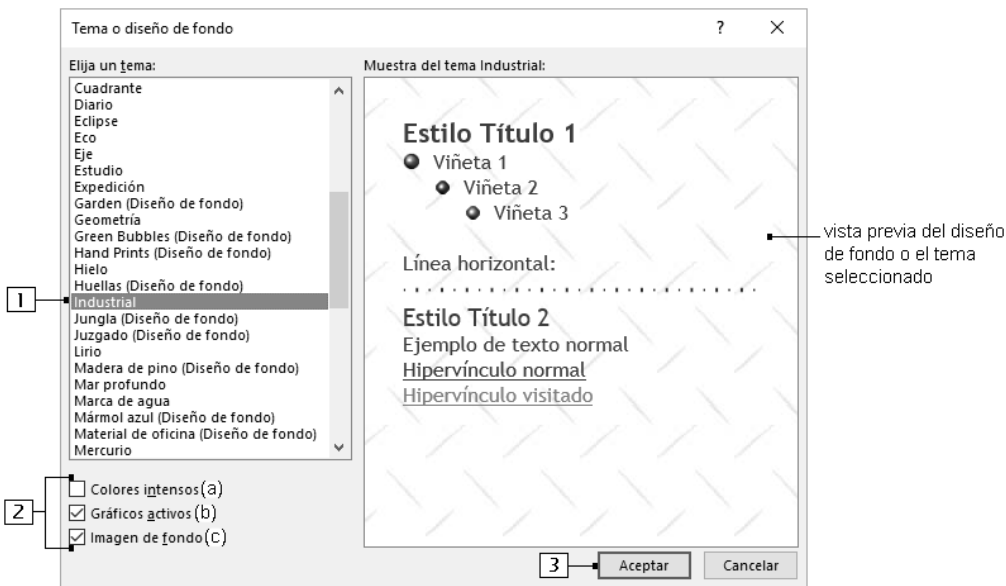 Tema o diseño de fondo
?
Elija un tema:
Cuadrante
Diario
Eclipse
Eco
Eje
Estudio
Expedición
Garden (Diseño de fondo)
Geometría
Green Bubbles (Diseño de fondo)
Hand Prints (Diseño de fondo)
Hielo
Huellas (Diseño de fondo)
Industrial
Jungla (Diseño de fondo)
Juzgado (Diseño de fondo)
Lirio
Madera de pino (Diseño de fondo)
Mar profundo
Marca de agua
Mármol azul (Diseño de fondo)
Material de oficina (Diseño de fondo)
Mercurio
1
Colores intensos(a)
Gráficos activos(b)
Imagen de fondo(c)
2
Muestra del tema Industrial:
Estilo Título 1
Viñeta 1
Viñeta 2
Viñeta 3
Línea horizontal:
Estilo Título 2
Ejemplo de texto normal
Hipervínculo normal
Hipervínculo visitado
vista previa del diseño
de fondo o el tema
seleccionado
3
Aceptar
Cancelar